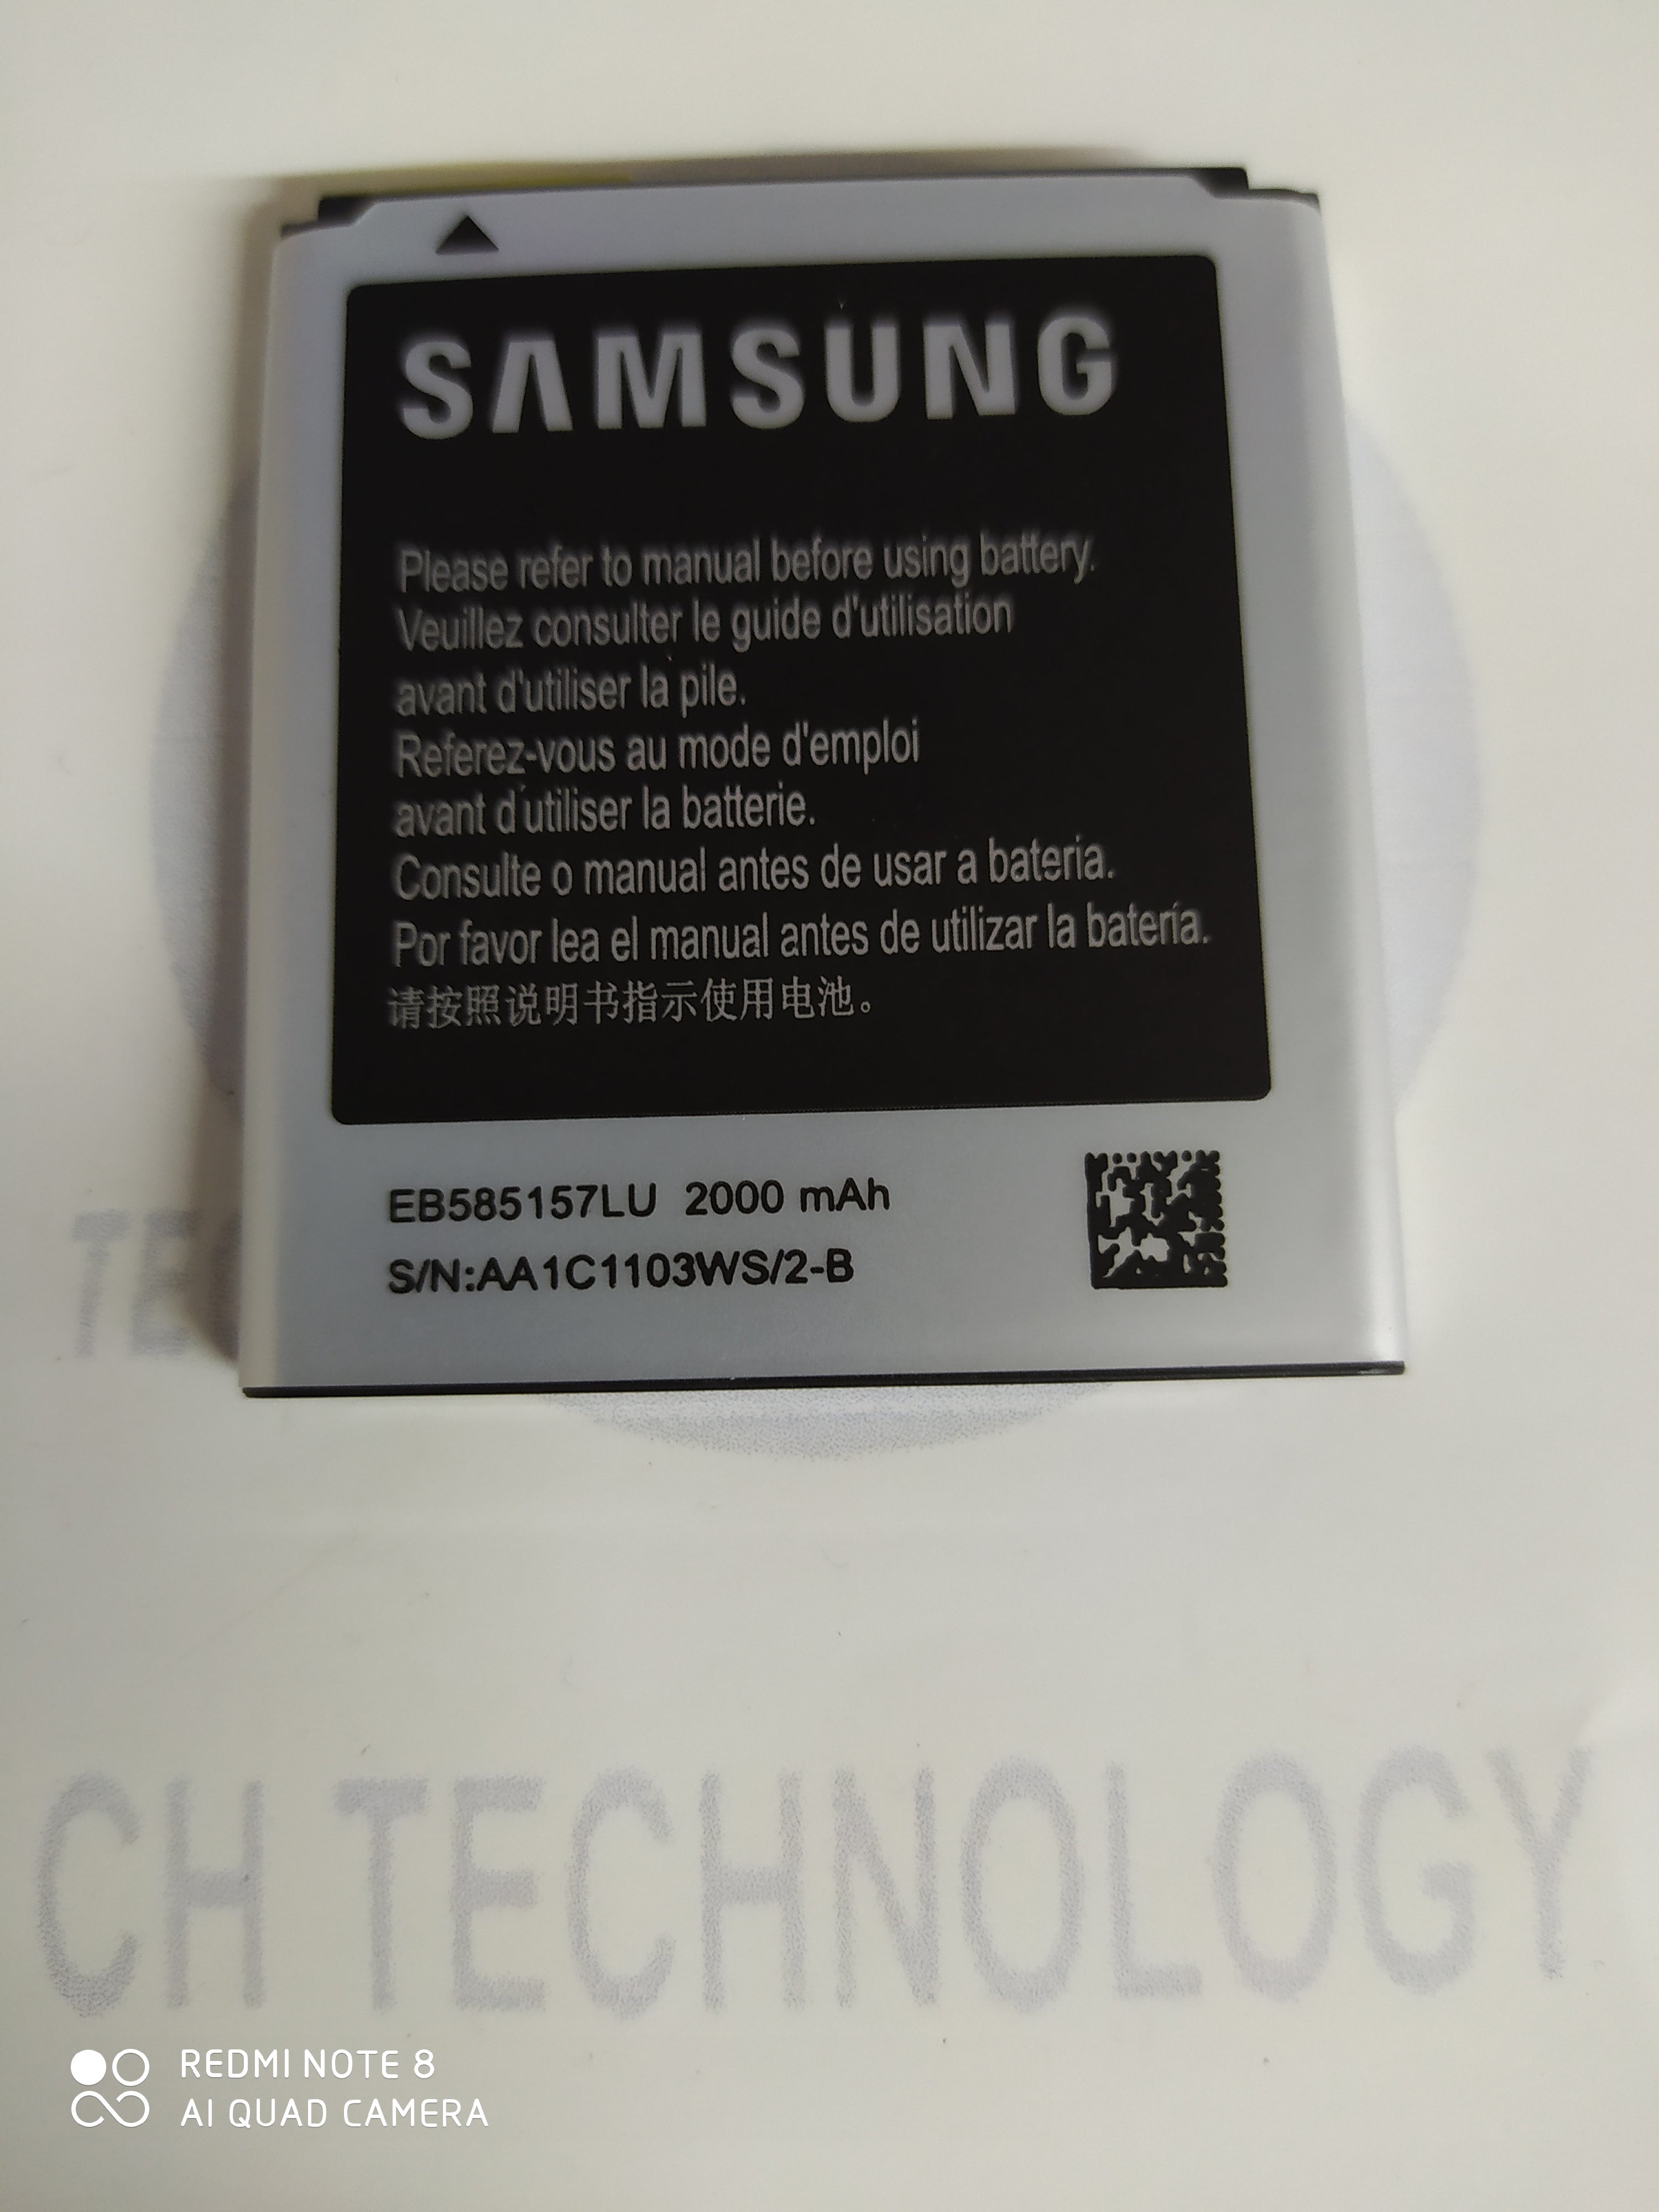 SAMSUNG
Please refer to manual before using battery.
Veuillez consulter le guide d'utilisation
avant d'utiliser la pile.
Referez-vous au mode d'emploi
avant d'utiliser la batterie.
Consulte o manual antes de usar a bateria.
Por favor lea el manual antes de utilizar la batería.
请按照说明书指示使用电池。
EB585157LU 2000 mAh
S/N:AA1C1103WS/2-B
CH TECHNOLOGY
REDMI NOTE 8
AI QUAD CAMERA